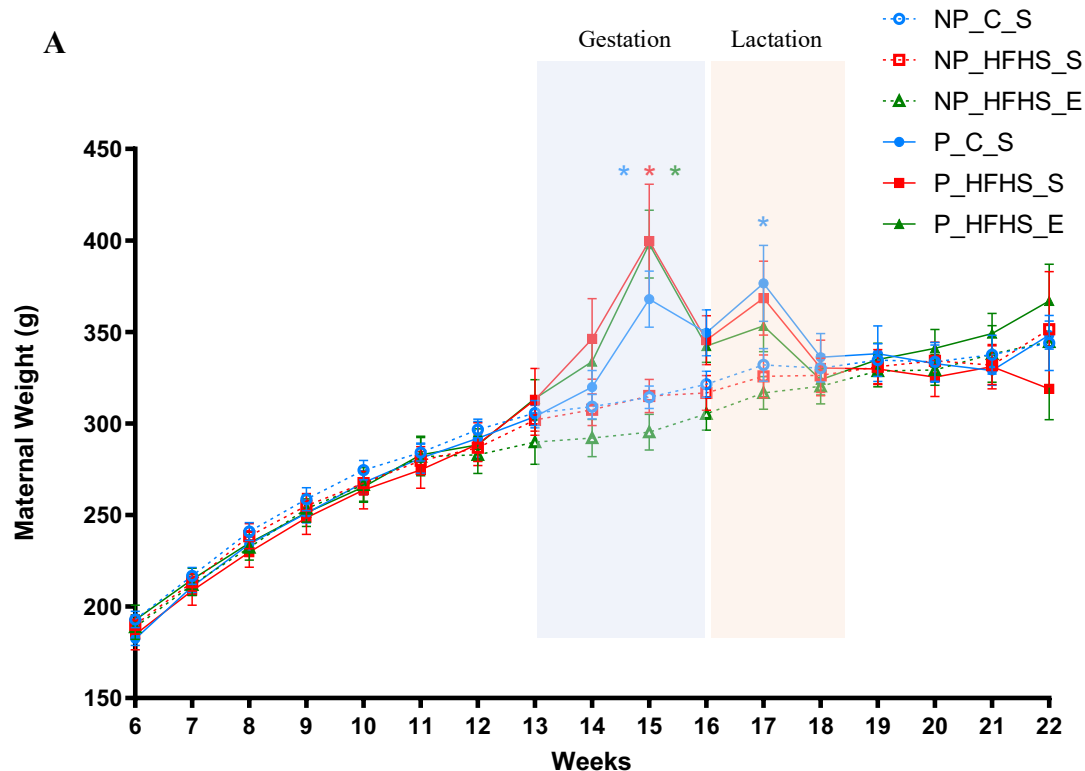 A
Gestation
Lactation
NP_C_S
NP_HFHS_S
NP_HFHS_E
P_C_S
P_HFHS_S
P_HFHS_E
450
400
350
300
250
200
150
Maternal Weight (g)
* * *
*
6 7 8 9 10 11 12 13 14 15 16 17 18 19 20 21 22
Weeks